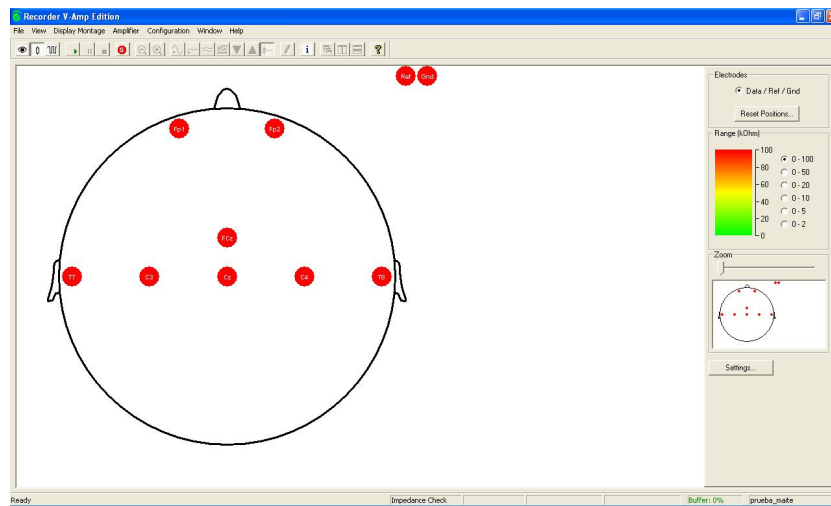 Recorder V-Amp Edition
File View Display Montage Amplifier Configuration Window Help
Ref Gnd
Fp1 Fp2
FCz
T7 C3 Cz C4 T8
Electrodes
Data / Ref / Gnd
Reset Positions...
Range (kOhm)
100
80
60
40
20
0
0 - 100
0 - 50
0 - 20
0 - 10
0 - 5
0 - 2
Zoom
Settings...
Ready
Impedance Check
Buffer: 0%
prueba_maite